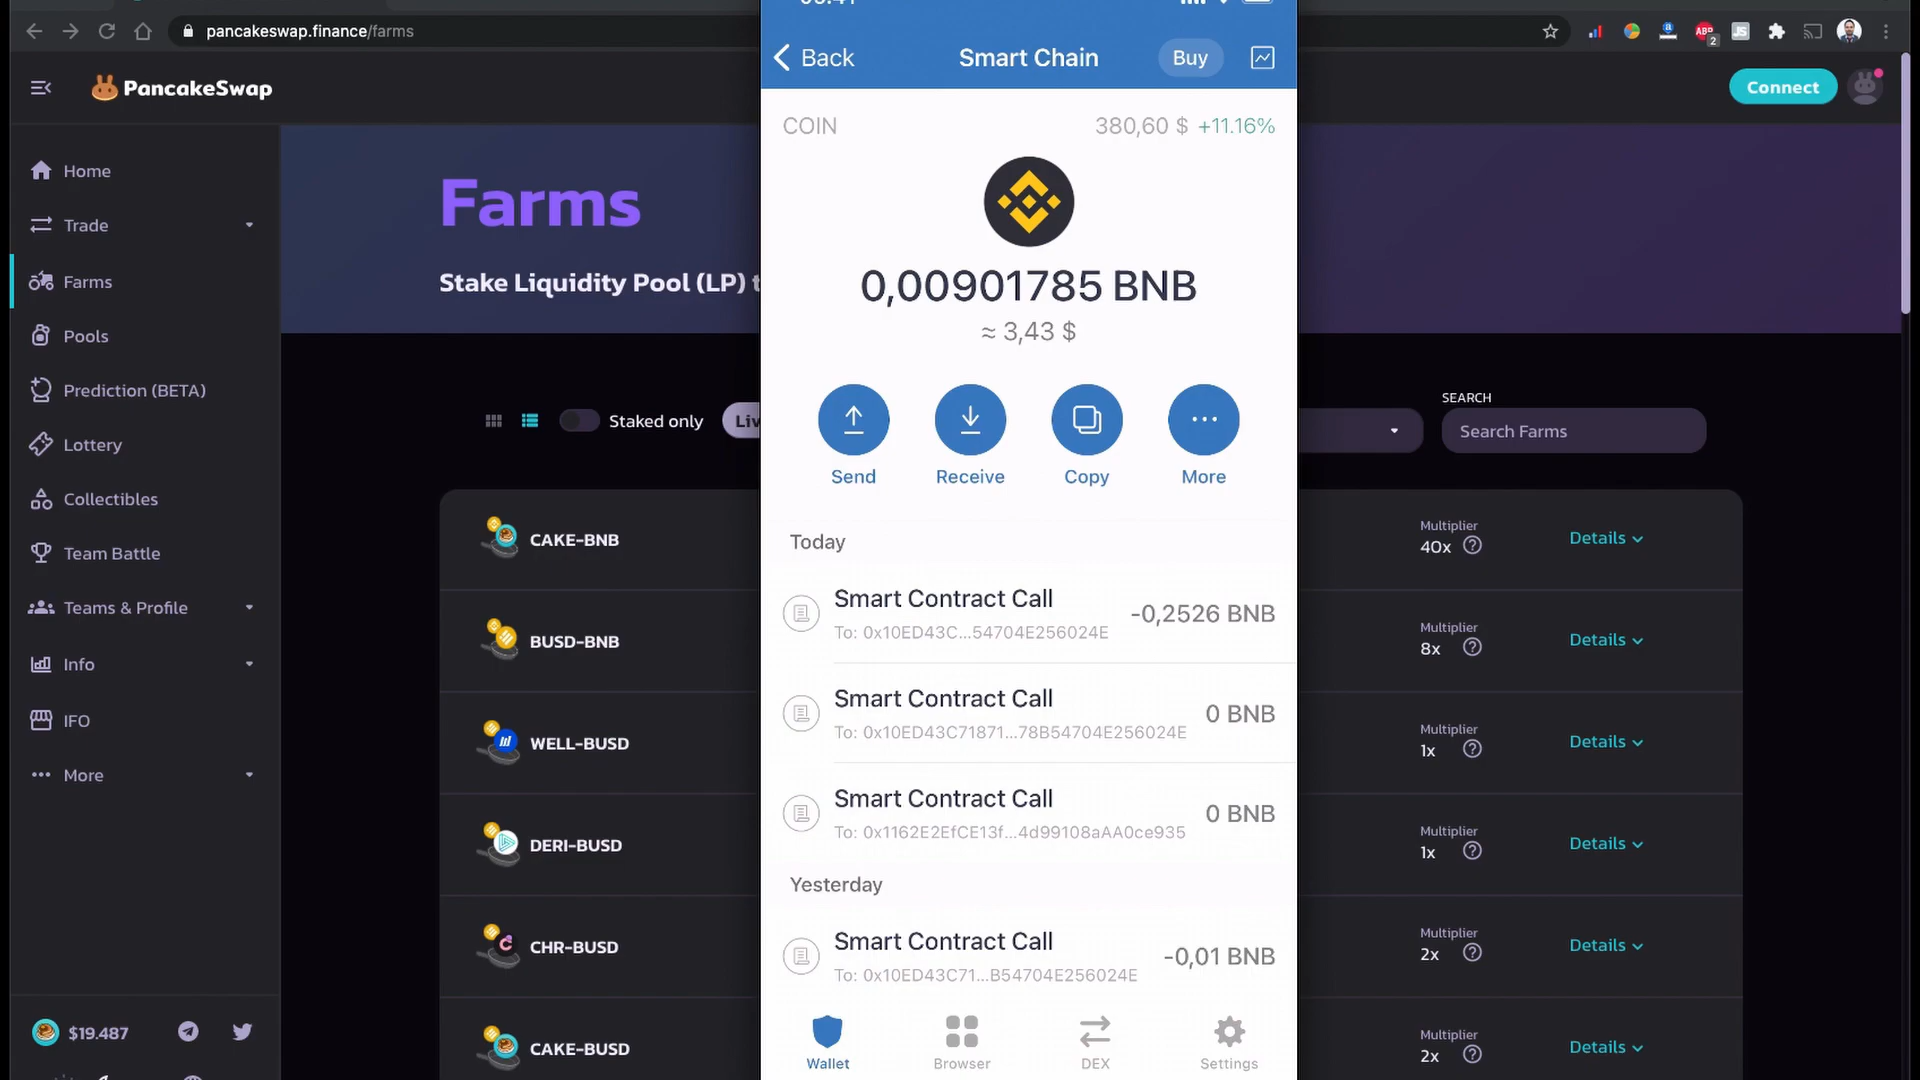 pancakeswap.finance/farms
ABP
2
JS
PancakeSwap
Connect
Home
Trade
Farms
Pools
Prediction (BETA)
Lottery
Collectibles
Team Battle
Teams & Profile
Info
IFO
More
$19.487
Farms
Stake Liquidity Pool (LP) t
Staked only
Liv
SEARCH
Search Farms
CAKE-BNB
Multiplier
40x
Details
BUSD-BNB
Multiplier
8x
Details
WELL-BUSD
Multiplier
1x
Details
DERI-BUSD
Multiplier
1x
Details
CHR-BUSD
Multiplier
2x
Details
CAKE-BUSD
Multiplier
2x
Details
Back
Smart Chain
Buy
COIN
380,60 $ +11.16%
0,00901785 BNB
≈ 3,43 $
Send
Receive
Copy
More
Today
Smart Contract Call
-0,2526 BNB
To: 0x10ED43C...54704E256024E
Smart Contract Call
0 BNB
To: 0x10ED43C71871...78B54704E256024E
Smart Contract Call
0 BNB
To: 0x1162E2EfCE13f...4d99108aAA0ce935
Yesterday
Smart Contract Call
-0,01 BNB
To: 0x10ED43C71...B54704E256024E
Wallet
Browser
DEX
Settings